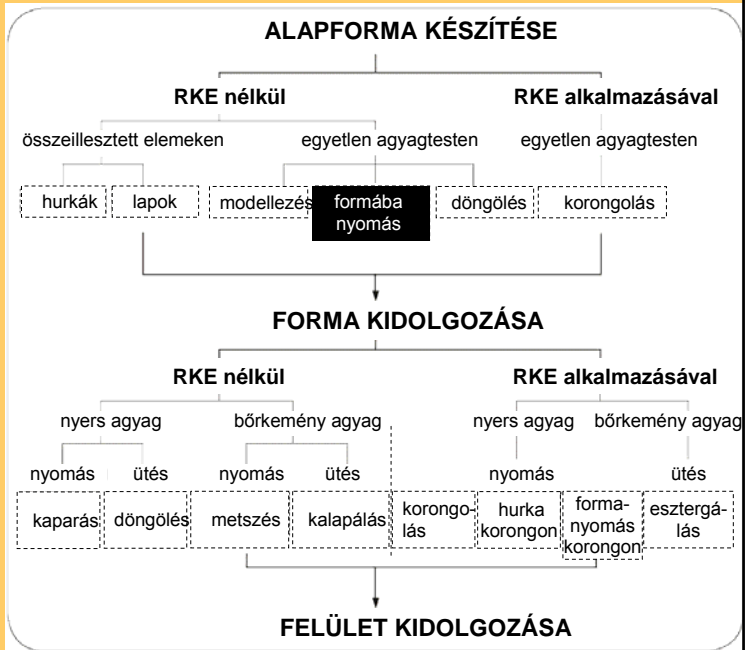 ALAPFORMA KÉSZÍTÉSE
RKE nélkül
RKE alkalmazásával
összeillesztett elemeken
egyetlen agyagtesten
egyetlen agyagtesten
hurkák
lapok
modellezés
formába
nyomás
döngölés
korongolás
FORMA KIDOLGOZÁSA
RKE nélkül
RKE alkalmazásával
nyers agyag
bőrkemény agyag
nyers agyag
bőrkemény agyag
nyomás
ütés
nyomás
ütés
nyomás
ütés
kaparás
döngölés
metszés
kalapálás
korongo-
lás
hurka
korongon
forma-
nyomás
korongon
esztergá-
lás
FELÜLET KIDOLGOZÁSA